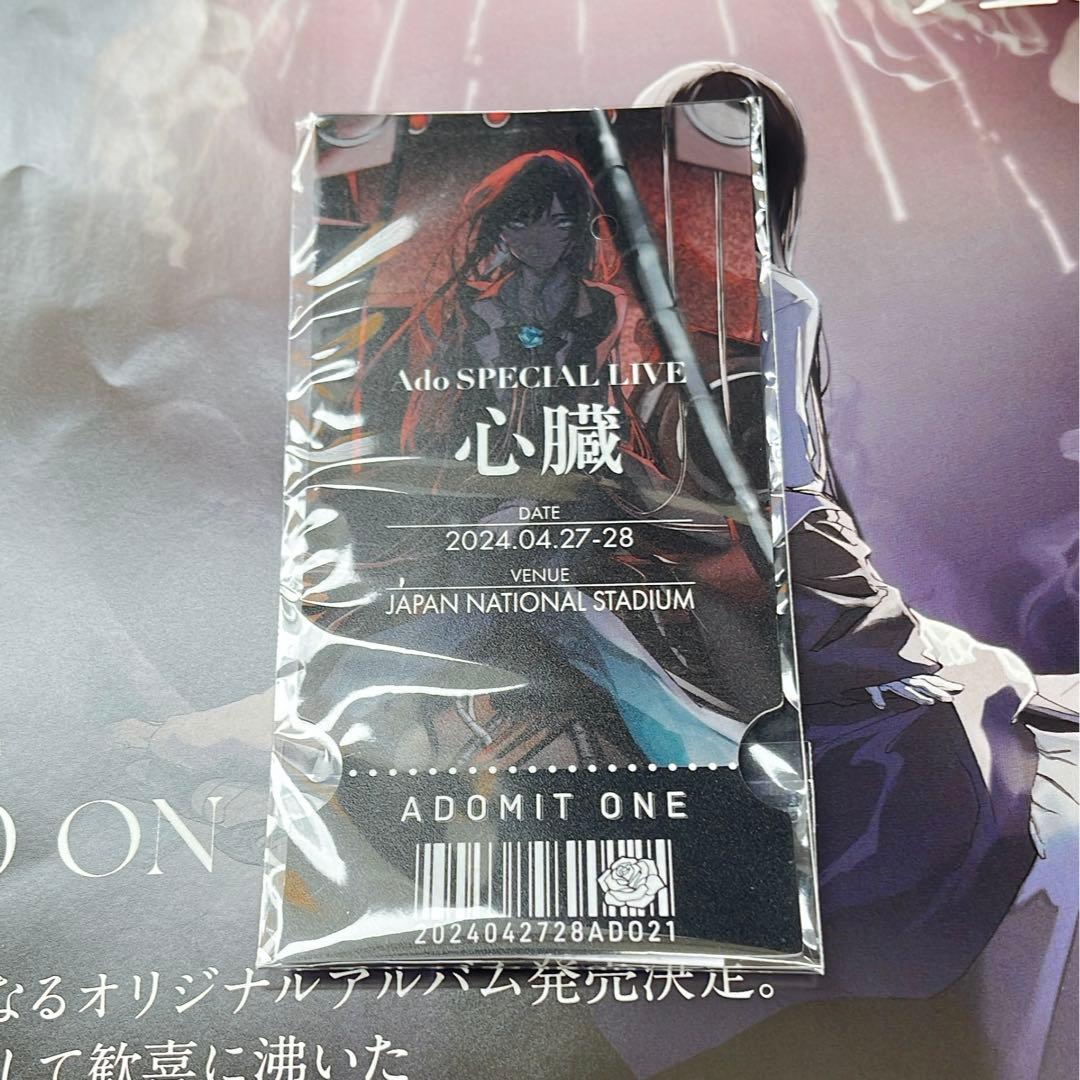 Ado SPECIAL LIVE
心臓
DATE
2024.04.27-28
VENUE
JAPAN NATIONAL STADIUM
ADOMIT ONE
2024042728ADO21
ON
なるオリジナルアルバム発売決定。
して歓喜に沸いた